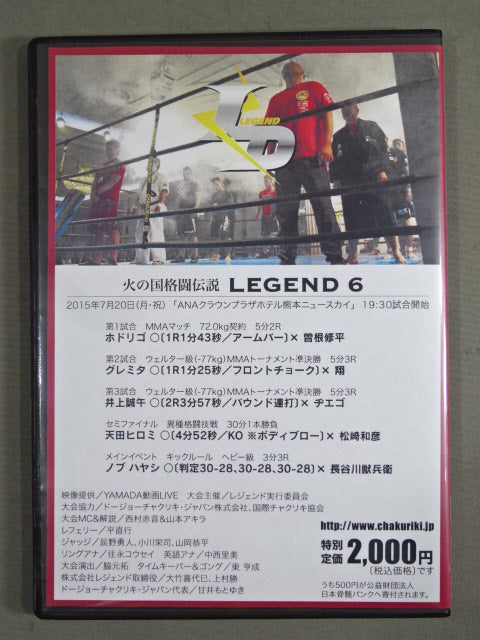 LEGEND
火の国格闘伝説 LEGEND 6
2015年7月20日(月・祝) 「ANAクラウンプラザホテル熊本ニュースカイ」 19:30試合開始
第1試合 MMAマッチ 72.0kg契約 5分2R
ホドリゴ ○〔1R1分43秒／アームバー〕× 曽根修平
第2試合 ウェルター級(-77kg)MMAトーナメント準決勝 5分3R
グレミタ ○〔1R1分25秒／フロントチョーク〕× 翔
第3試合 ウェルター級(-77kg)MMAトーナメント準決勝 5分3R
井上誠午 ○〔2R3分57秒／パウンド連打〕× ヂエゴ
セミファイナル 異種格闘技戦 30分1本勝負
天田ヒロミ ○〔4分52秒／KO ※ボディブロー〕× 松崎和彦
メインイベント キックルール ヘビー級 3分3R
ノブ ハヤシ ○〔判定30-28、30-28、30-28〕× 長谷川獣兵衛
映像提供／YAMADA動画LIVE 大会主催／レジェンド実行委員会
大会協力／ドージョーチャクリキ・ジャパン株式会社、国際チャクリキ協会
大会MC&解説／西村赤音&山本アキラ
レフェリー／平直行
ジャッジ／辰野勇人、小川栄司、山岡恭平
リングアナ／住永コウセイ 英語アナ／中西里美
大会演出／脇元拓 タイムキーパー&ゴング／東 亨成
株式会社レジェンド取締役／大竹喜代巳、上村勝
ドージョーチャクリキ・ジャパン代表／甘井もとゆき
http://www.chakuriki.jp
特別定価 2,000円
(税込価格)です
うち500円が公益財団法人
日本骨髄バンクへ寄付されます。